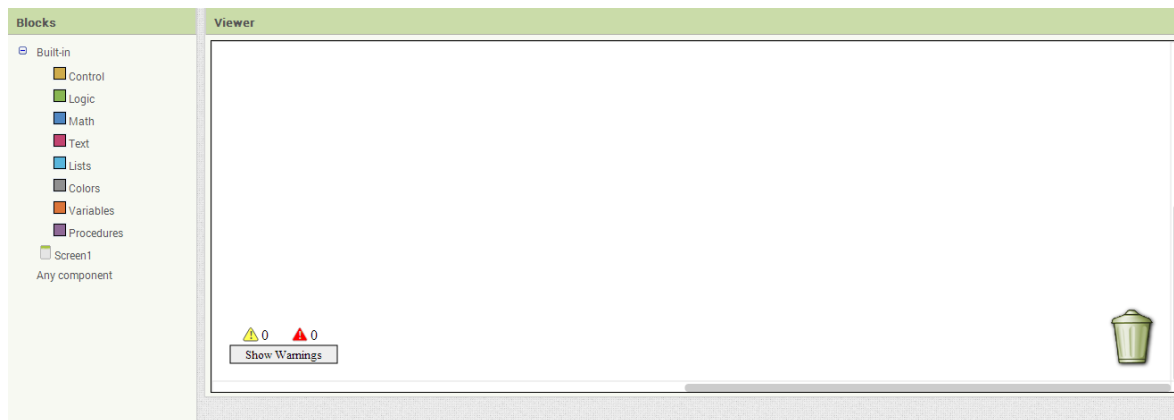 Blocks
Viewer
Built-in
Control
Logic
Math
Text
Lists
Colors
Variables
Procedures
Screen1
Any component
0 0
Show Warnings